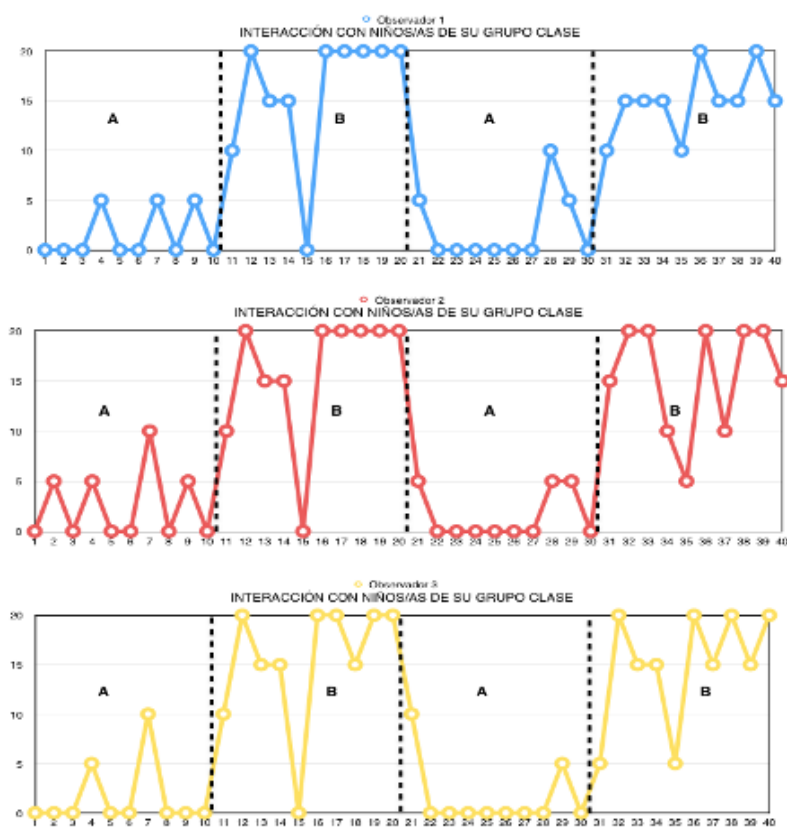 Observador 1
INTERACCIÓN CON NIÑOS/AS DE SU GRUPO CLASE
20
15
10
5
0
A B A B
1 2 3 4 5 6 7 8 9 10 11 12 13 14 15 16 17 18 19 20 21 22 23 24 25 26 27 28 29 30 31 32 33 34 35 36 37 38 39 40
Observador 2
INTERACCIÓN CON NIÑOS/AS DE SU GRUPO CLASE
20
15
10
5
0
A B A B
1 2 3 4 5 6 7 8 9 10 11 12 13 14 15 16 17 18 19 20 21 22 23 24 25 26 27 28 29 30 31 32 33 34 35 36 37 38 39 40
Observador 3
INTERACCIÓN CON NIÑOS/AS DE SU GRUPO CLASE
20
15
10
5
0
A B A B
1 2 3 4 5 6 7 8 9 10 11 12 13 14 15 16 17 18 19 20 21 22 23 24 25 26 27 28 29 30 31 32 33 34 35 36 37 38 39 40